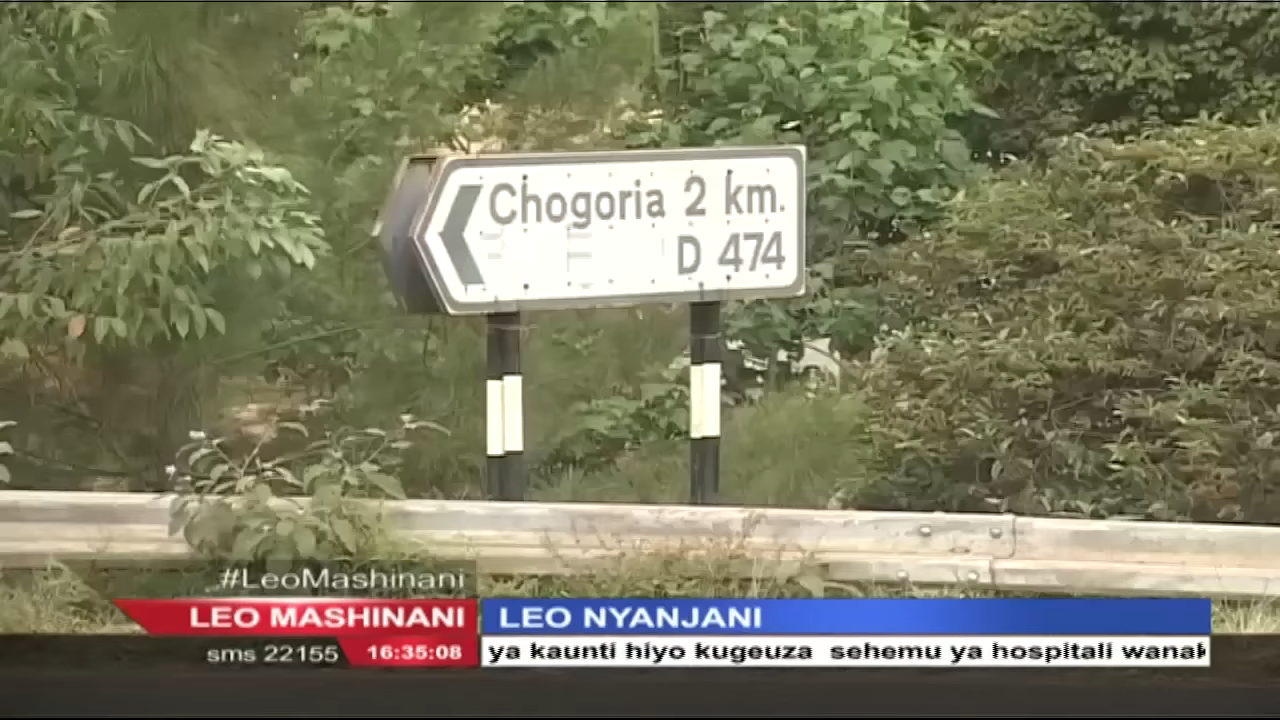 Chogoria 2 km.
D 474
#LeoMashinani
LEO MASHINANI
LEO NYANJANI
sms 22155
16:35:08
ya kaunti hiyo kugeuza sehemu ya hospitali